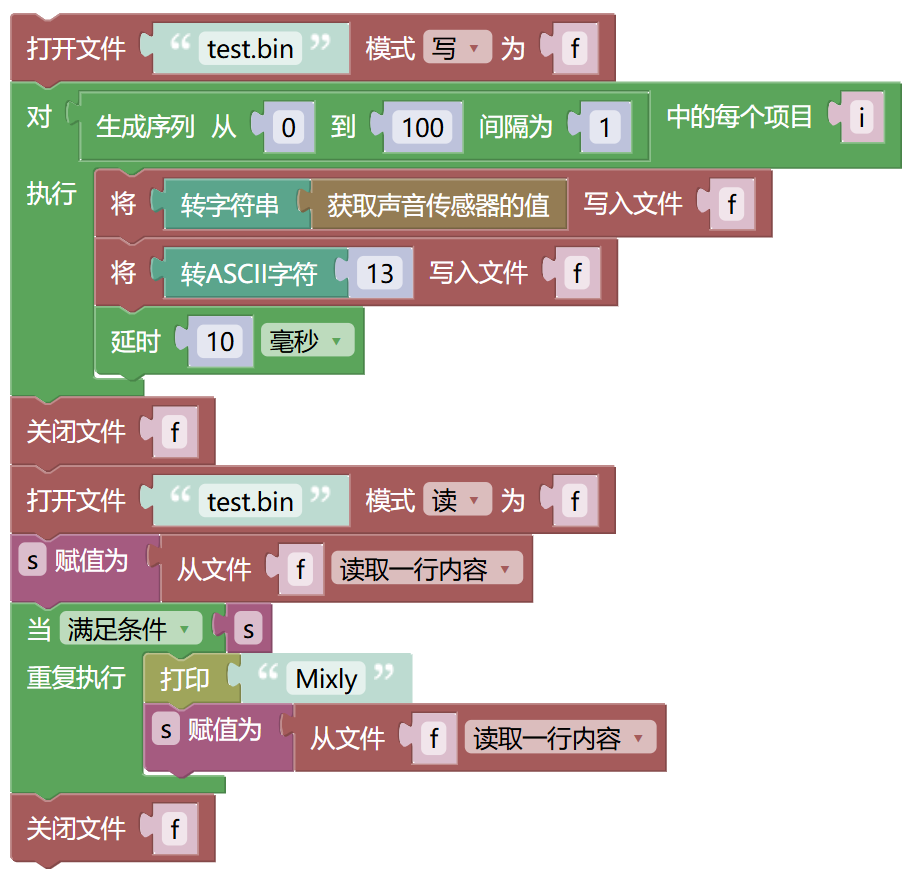 打开文件 “ test.bin ” 模式 写 为 f
对 生成序列 从 0 到 100 间隔为 1 中的每个项目 i
执行 将 转字符串 获取声音传感器的值 写入文件 f
将 转ASCII字符 13 写入文件 f
延时 10 毫秒
关闭文件 f
打开文件 “ test.bin ” 模式 读 为 f
s 赋值为 从文件 f 读取一行内容
当 满足条件 s
重复执行 打印 “ Mixly ”
s 赋值为 从文件 f 读取一行内容
关闭文件 f